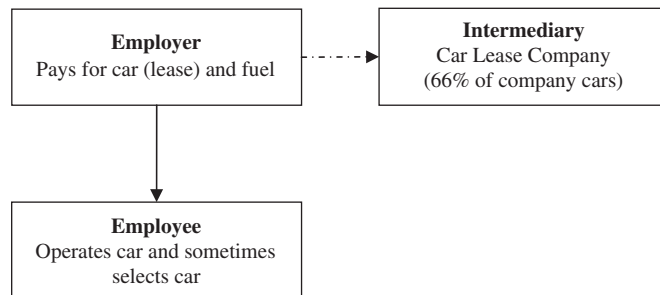 Employer
Pays for car (lease) and fuel
Intermediary
Car Lease Company
(66% of company cars)
Employee
Operates car and sometimes
selects car